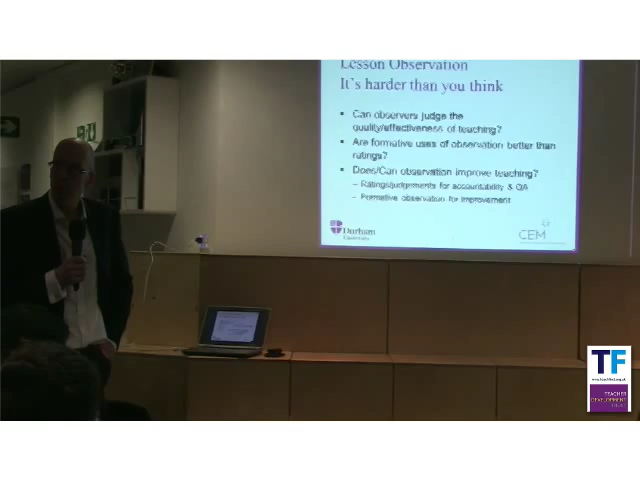 Lesson Observation
It's harder than you think
▪ Can observers judge the
quality/effectiveness of teaching?
▪ Are formative uses of observation better than
ratings?
▪ Does/Can observation improve teaching?
– Ratings/judgements for accountability & QA
– Formative observation for improvement
Durham
University
CEM
TF
TEACHER
DEVELOPMENT
TRUST